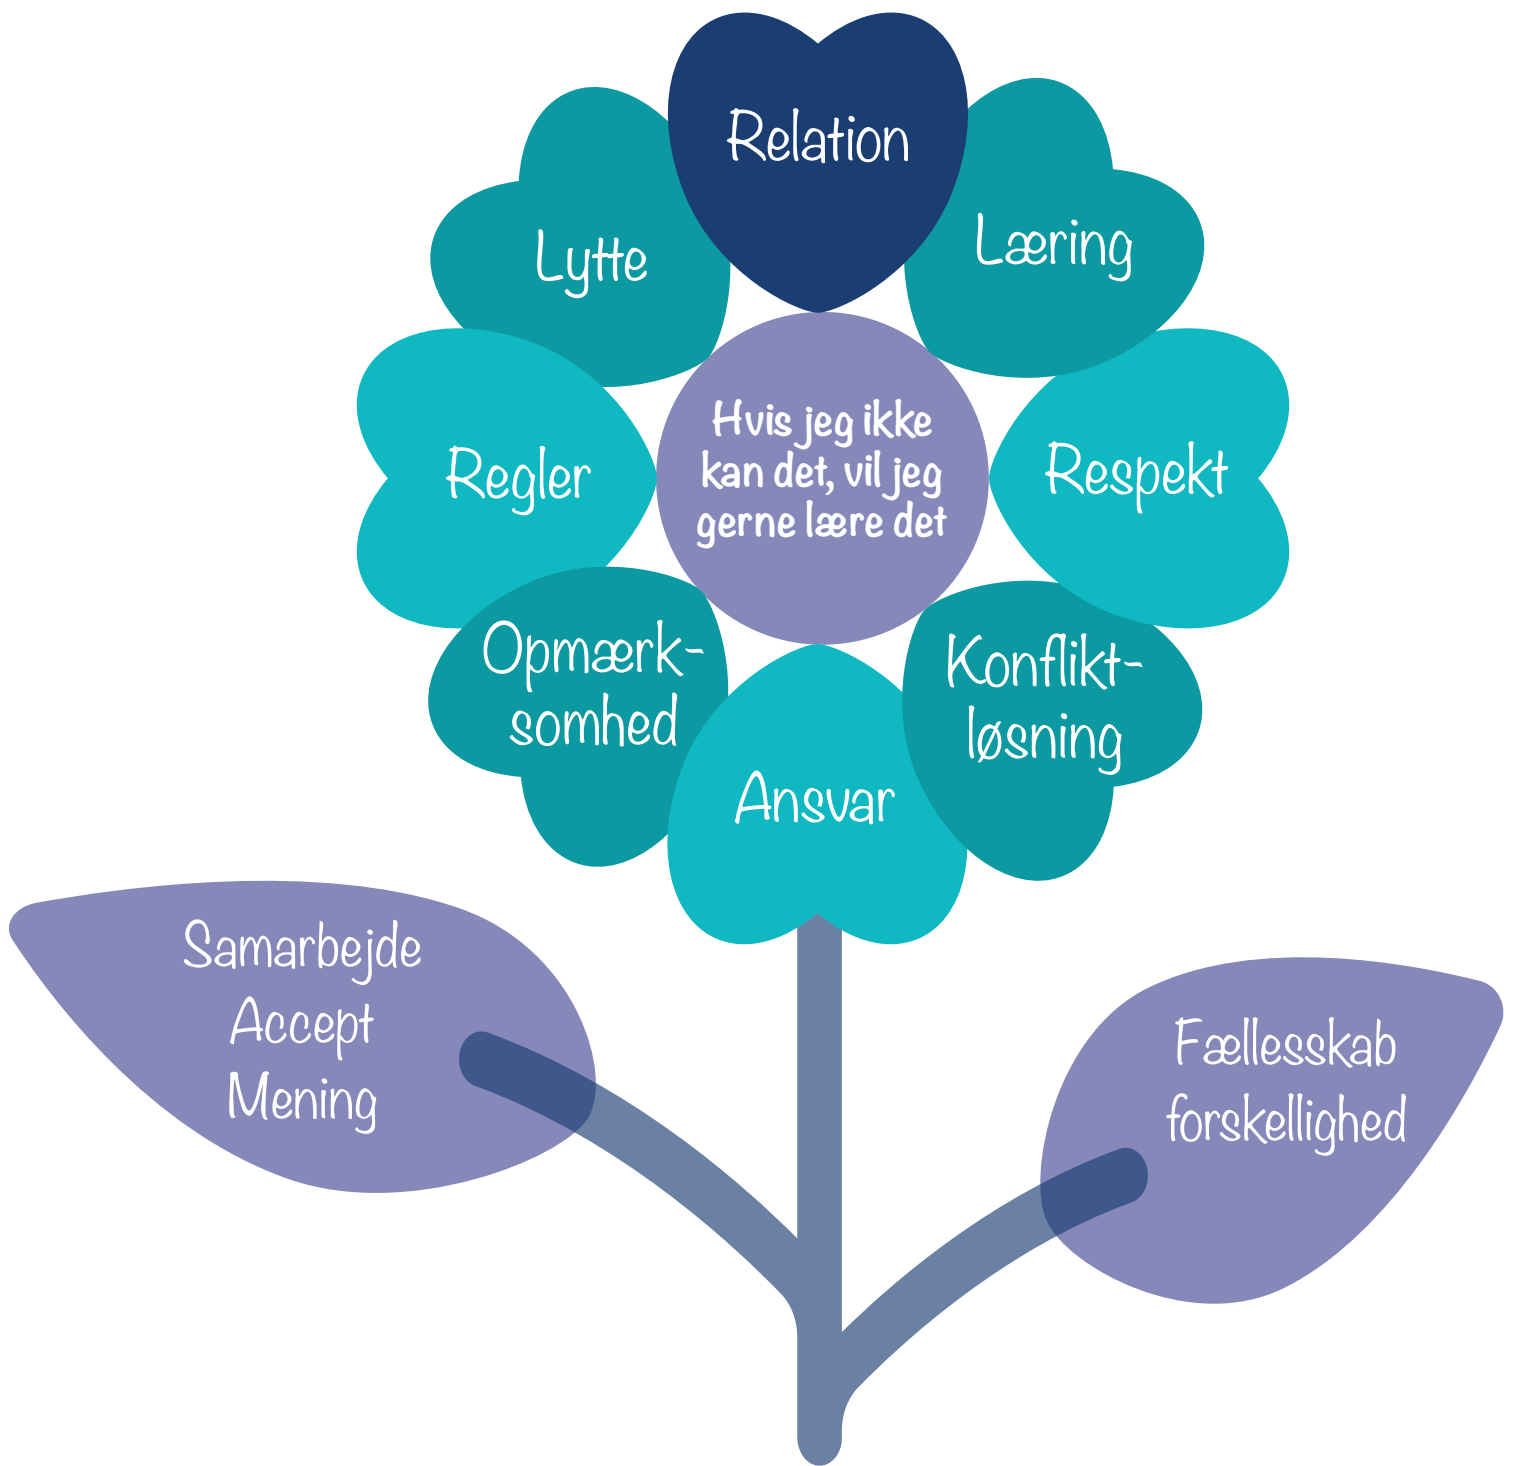 Relation
Lytte
Læring
Hvis jeg ikke
kan det, vil jeg
gerne lære det
Regler
Respekt
Opmærk-
somhed
Konflikt-
løsning
Ansvar
Samarbejde
Accept
Mening
Fællesskab
forskellighed